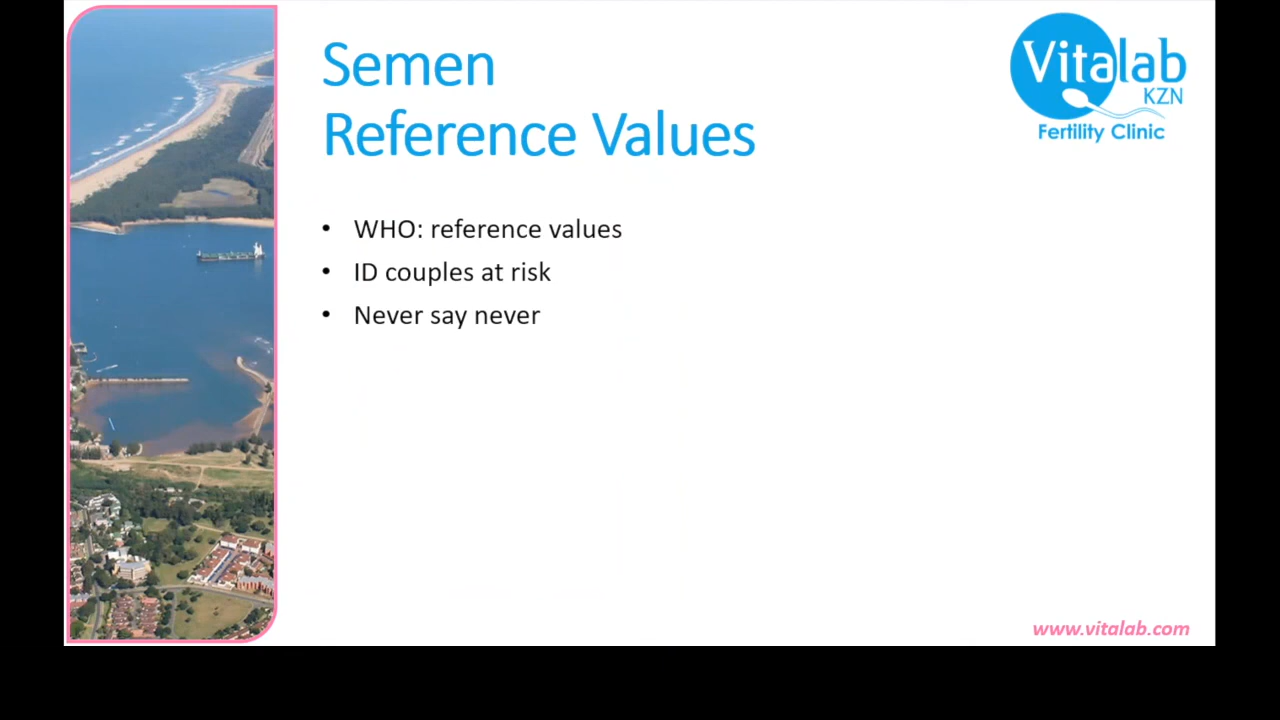 Semen
Reference Values
Vitalab
KZN
Fertility Clinic
• WHO: reference values
• ID couples at risk
• Never say never
www.vitalab.com